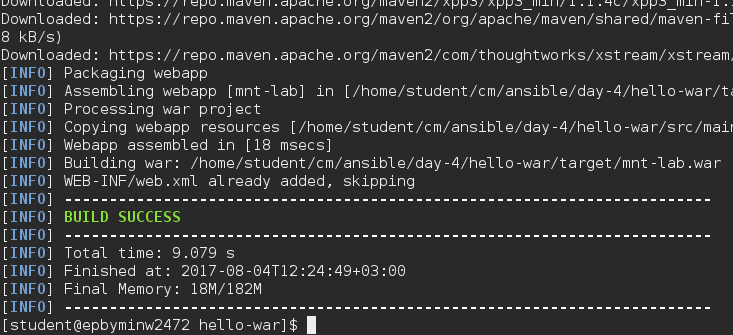 Downloaded: https://repo.maven.apache.org/maven2/xpp3/xpp3_min/1.1.4c/xpp3_min-1.1
Downloaded: https://repo.maven.apache.org/maven2/org/apache/maven/shared/maven-fil
8 kB/s)
Downloaded: https://repo.maven.apache.org/maven2/com/thoughtworks/xstream/xstream/
[INFO] Packaging webapp
[INFO] Assembling webapp [mnt-lab] in [/home/student/cm/ansible/day-4/hello-war/ta
[INFO] Processing war project
[INFO] Copying webapp resources [/home/student/cm/ansible/day-4/hello-war/src/main
[INFO] Webapp assembled in [18 msecs]
[INFO] Building war: /home/student/cm/ansible/day-4/hello-war/target/mnt-lab.war
[INFO] WEB-INF/web.xml already added, skipping
[INFO] ------------------------------------------------------------------------
[INFO] BUILD SUCCESS
[INFO] ------------------------------------------------------------------------
[INFO] Total time: 9.079 s
[INFO] Finished at: 2017-08-04T12:24:49+03:00
[INFO] Final Memory: 18M/182M
[INFO] ------------------------------------------------------------------------
[student@epbyminw2472 hello-war]$